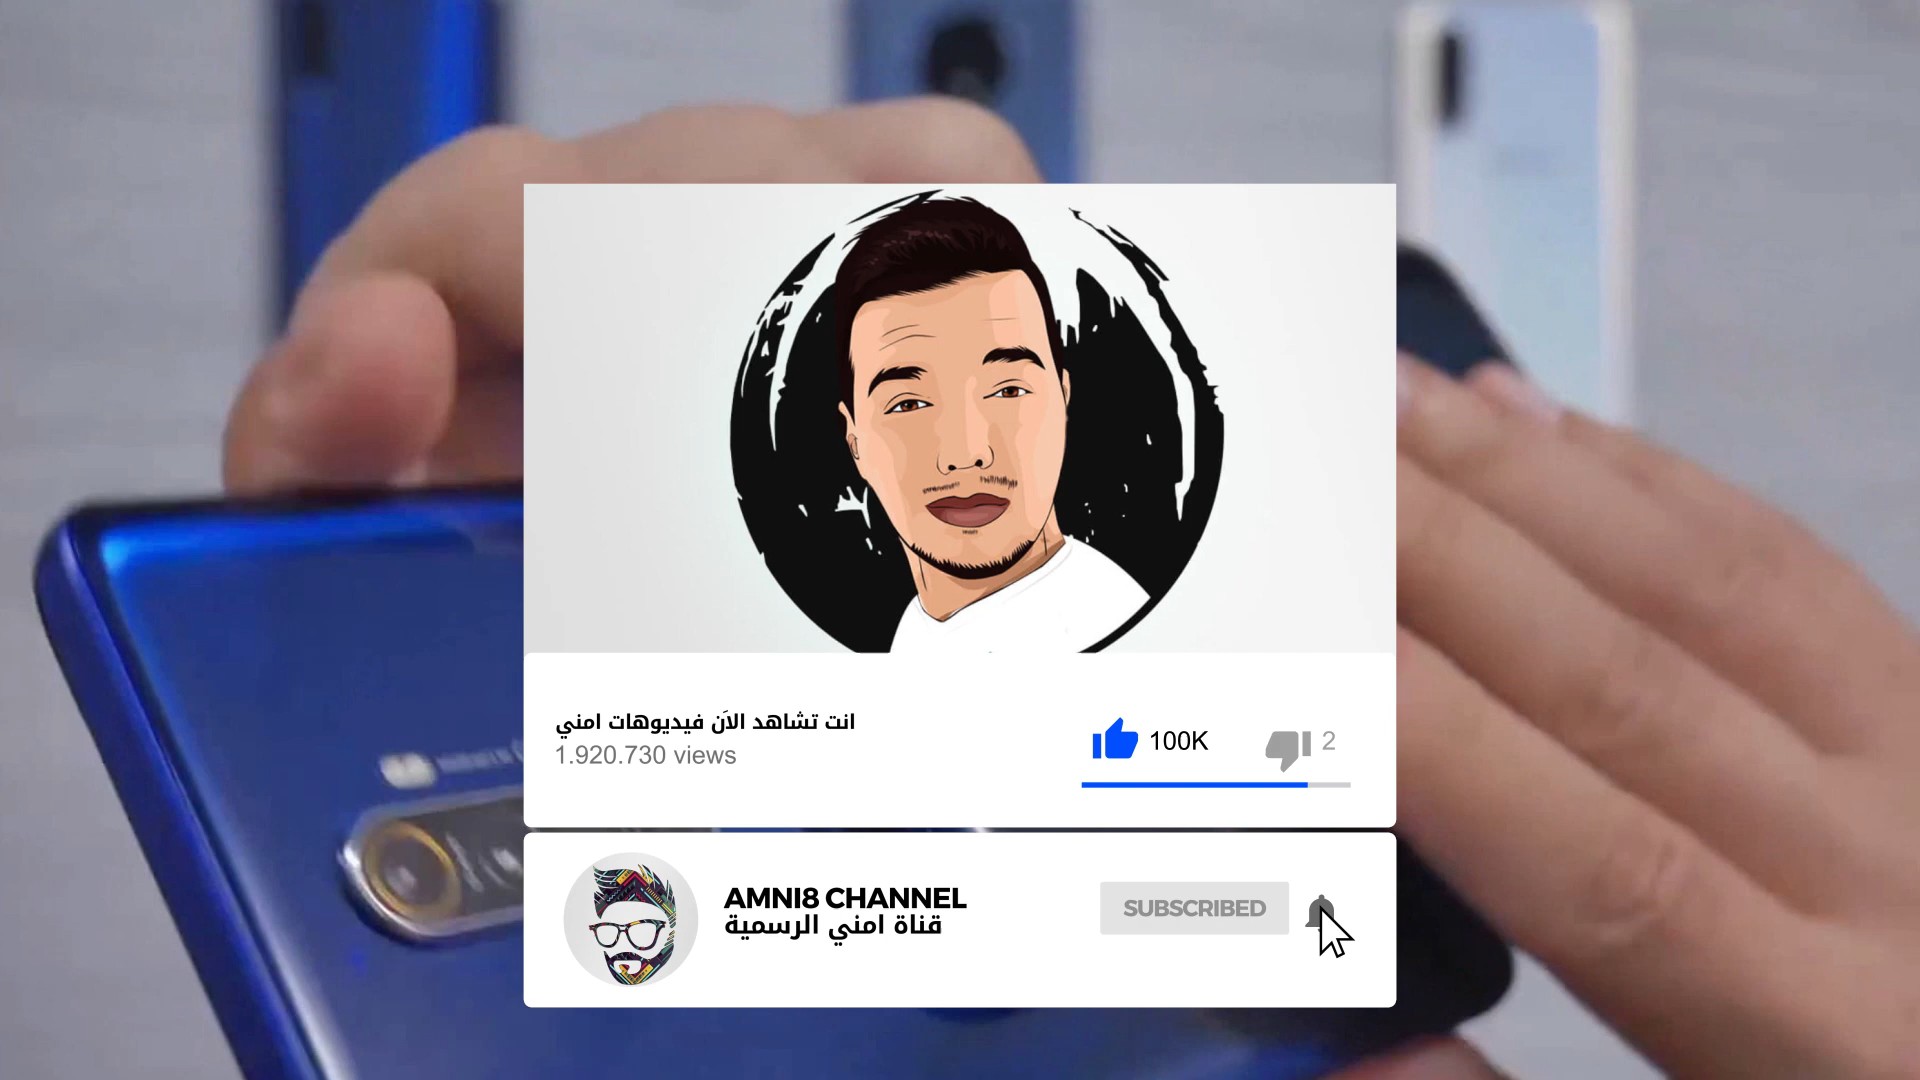 انت تشاهد الاَن فيديوهات امني
1.920.730 views
100K
2
AMNI8 CHANNEL
قناة امني الرسمية
SUBSCRIBED